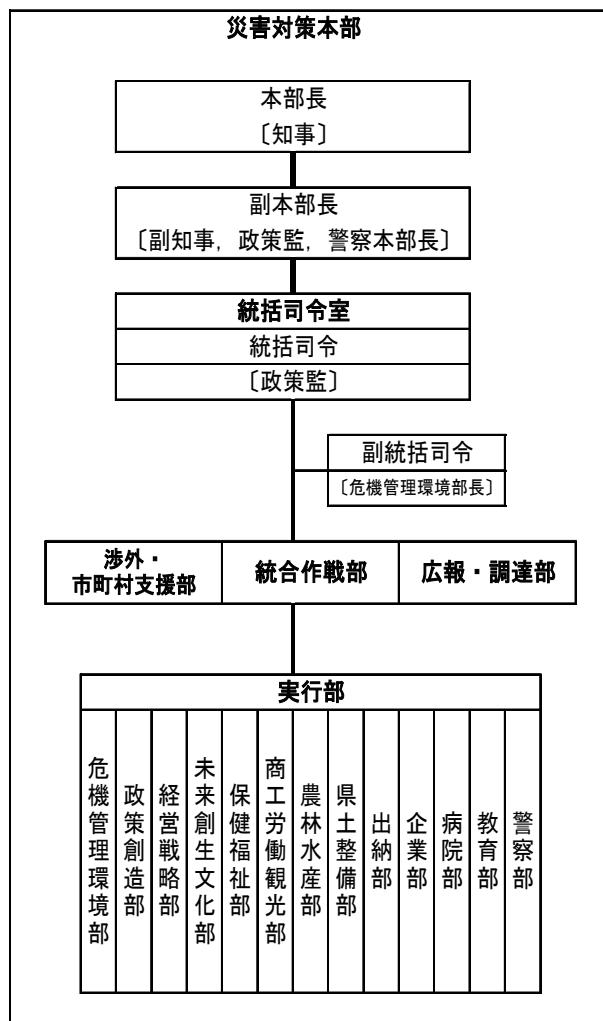 災害対策本部
本部長
〔知事〕
副本部長
〔副知事，政策監，警察本部長〕
統括司令室
統括司令
〔政策監〕
副統括司令
〔危機管理環境部長〕
渉外・
市町村支援部
統合作戦部
広報・調達部
実行部
危機管理環境部
政策創造部
経営戦略部
未来創生文化部
保健福祉部
商工労働観光部
農林水産部
県土整備部
出納部
企業部
病院部
教育部
警察部